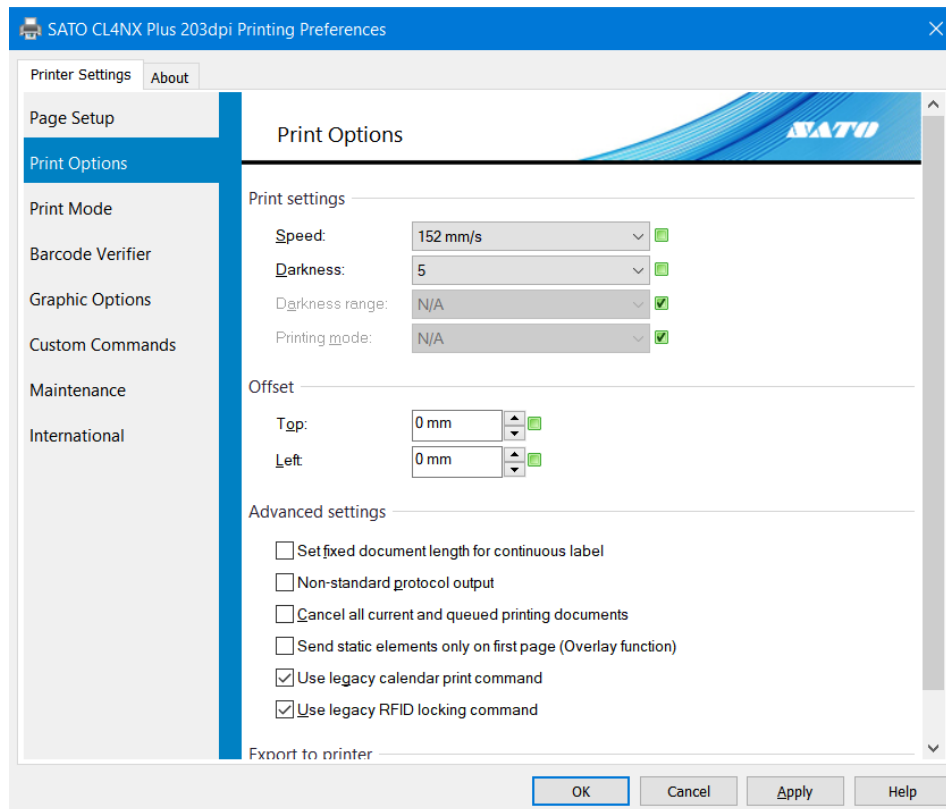 SATO CL4NX Plus 203dpi Printing Preferences
Printer Settings About
Page Setup
Print Options
Print Mode
Barcode Verifier
Graphic Options
Custom Commands
Maintenance
International
Print Options
SATO
Print settings
Speed: 152 mm/s
Darkness: 5
Darkness range: N/A
Printing mode: N/A
Offset
Top: 0 mm
Left: 0 mm
Advanced settings
Set fixed document length for continuous label
Non-standard protocol output
Cancel all current and queued printing documents
Send static elements only on first page (Overlay function)
Use legacy calendar print command
Use legacy RFID locking command
Export to printer
OK Cancel Apply Help